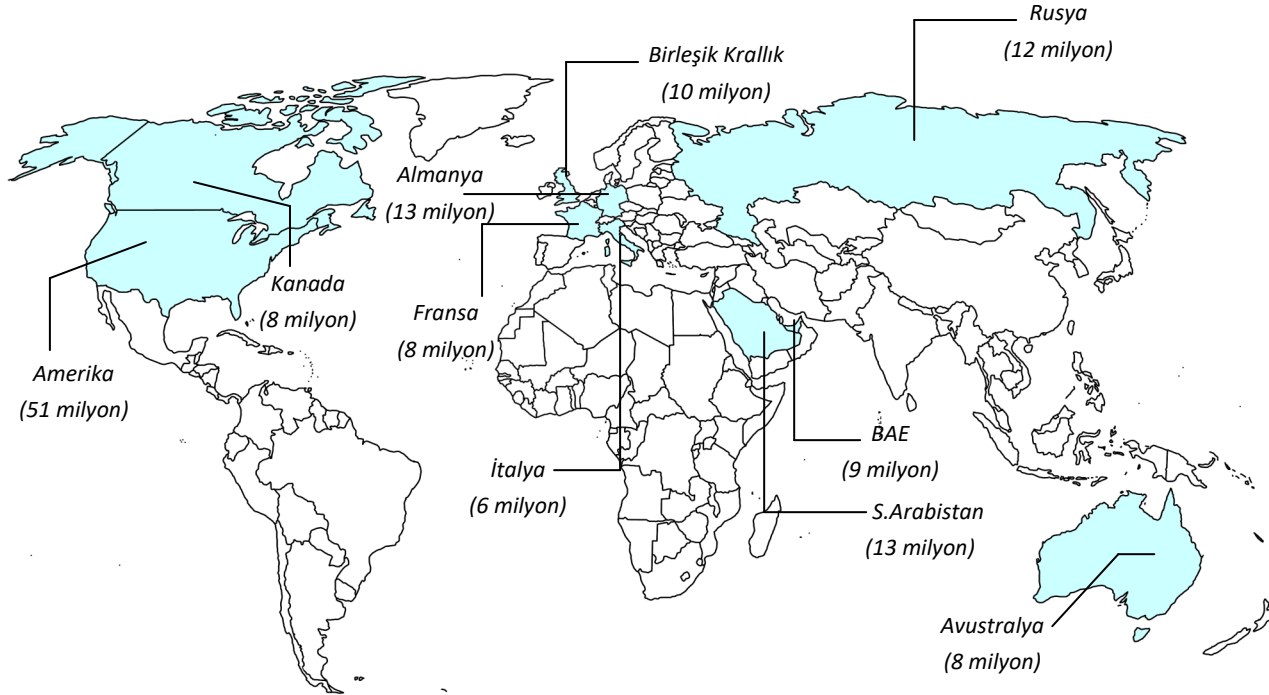 Rusya
(12 milyon)
Birleşik Krallık
(10 milyon)
Almanya
(13 milyon)
Kanada
(8 milyon)
Fransa
(8 milyon)
Amerika
(51 milyon)
BAE
(9 milyon)
İtalya
(6 milyon)
S.Arabistan
(13 milyon)
Avustralya
(8 milyon)